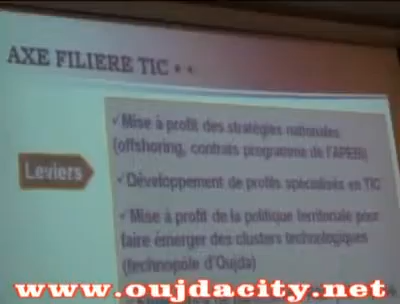 AXE FILIERE TIC
Leviers
✓Mise à profit des stratégies nationales
(offshoring, contrats programme de l'APEBI)
✓Développement de profils spécialisés en TIC
✓Mise à profit de la politique territoriale pour
faire émerger des clusters technologiques
(technopôle d'Oujda)
www.oujdacity.net